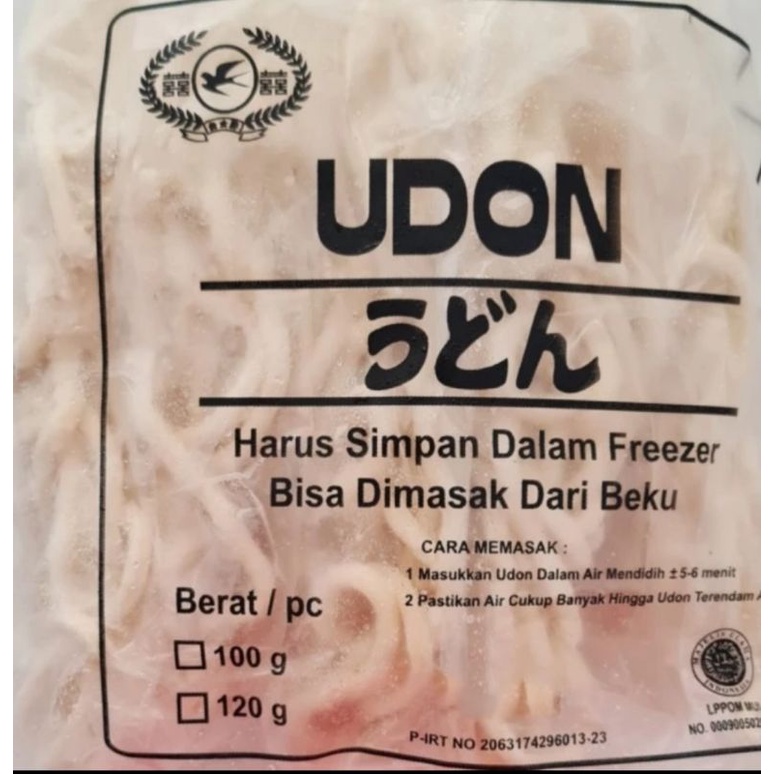 UDON
うどん
Harus Simpan Dalam Freezer
Bisa Dimasak Dari Beku
CARA MEMASAK :
1 Masukkan Udon Dalam Air Mendidih ± 5-6 menit
2 Pastikan Air Cukup Banyak Hingga Udon Terendam
Berat / pc
100 g
120 g
LPPOM
NO.
P-IRT NO 2063174296013-23